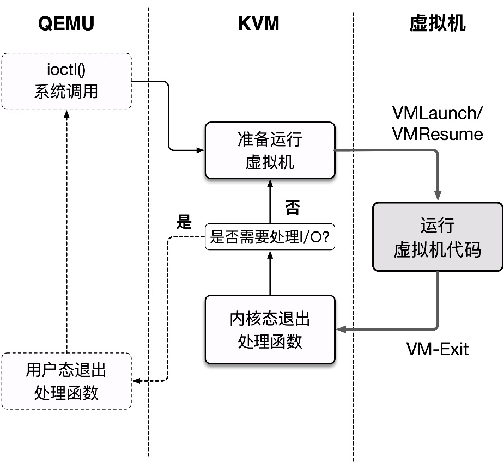 QEMU
KVM
虚拟机
ioctl()
系统调用
准备运行
虚拟机
VMLaunch/
VMResume
是
否
是否需要处理I/O?
运行
虚拟机代码
内核态退出
处理函数
VM-Exit
用户态退出
处理函数